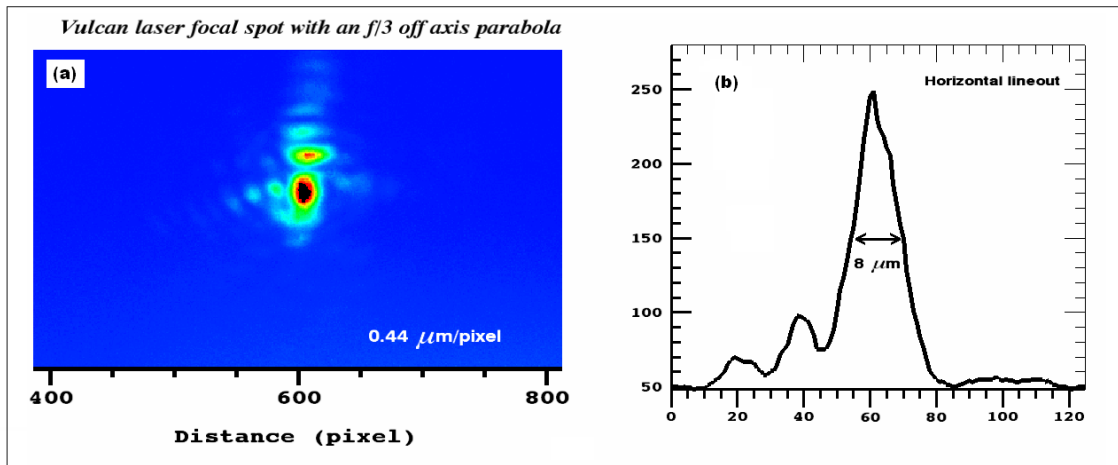 Vulcan laser focal spot with an f/3 off axis parabola
(a)
0.44 μm/pixel
400 600 800
Distance (pixel)
(b)
Horizontal lineout
250
200
150
100
50
8 μm
0 20 40 60 80 100 120